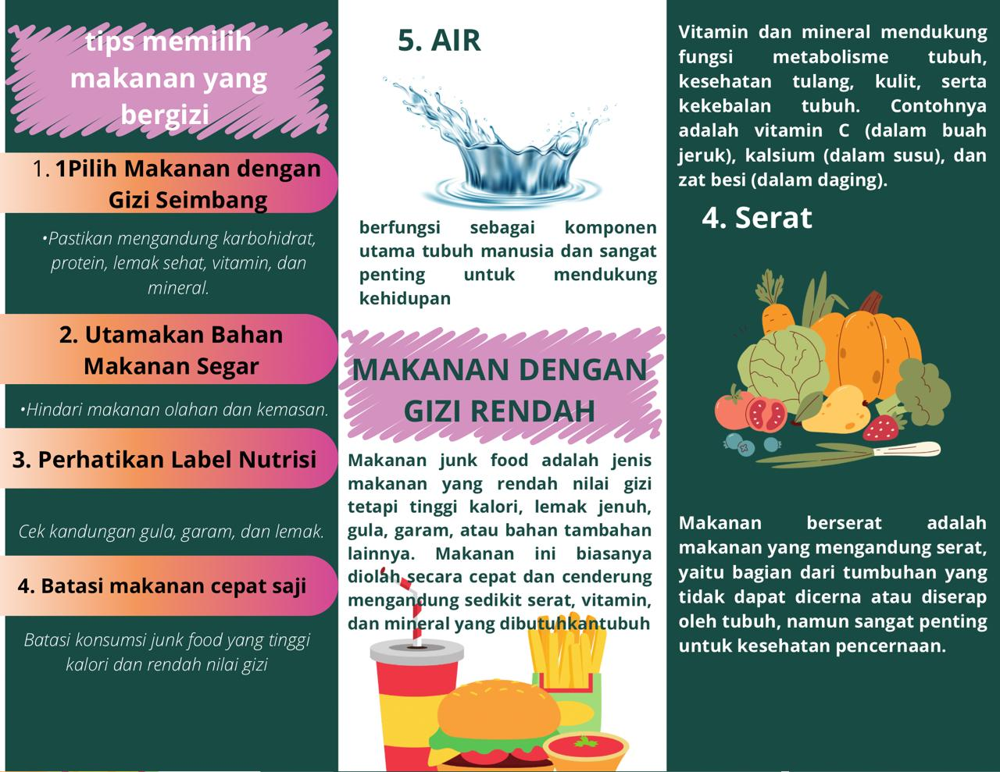 tips memilih
makanan yang
bergizi
1. 1Pilih Makanan dengan
Gizi Seimbang
•Pastikan mengandung karbohidrat,
protein, lemak sehat, vitamin, dan
mineral.
2. Utamakan Bahan
Makanan Segar
•Hindari makanan olahan dan kemasan.
3. Perhatikan Label Nutrisi
Cek kandungan gula, garam, dan lemak.
4. Batasi makanan cepat saji
Batasi konsumsi junk food yang tinggi
kalori dan rendah nilai gizi
5. AIR
berfungsi sebagai komponen
utama tubuh manusia dan sangat
penting untuk mendukung
kehidupan
MAKANAN DENGAN
GIZI RENDAH
Makanan junk food adalah jenis
makanan yang rendah nilai gizi
tetapi tinggi kalori, lemak jenuh,
gula, garam, atau bahan tambahan
lainnya. Makanan ini biasanya
diolah secara cepat dan cenderung
mengandung sedikit serat, vitamin,
dan mineral yang dibutuhkantubuh
Vitamin dan mineral mendukung
fungsi metabolisme tubuh,
kesehatan tulang, kulit, serta
kekebalan tubuh. Contohnya
adalah vitamin C (dalam buah
jeruk), kalsium (dalam susu), dan
zat besi (dalam daging).
4. Serat
Makanan berserat adalah
makanan yang mengandung serat,
yaitu bagian dari tumbuhan yang
tidak dapat dicerna atau diserap
oleh tubuh, namun sangat penting
untuk kesehatan pencernaan.